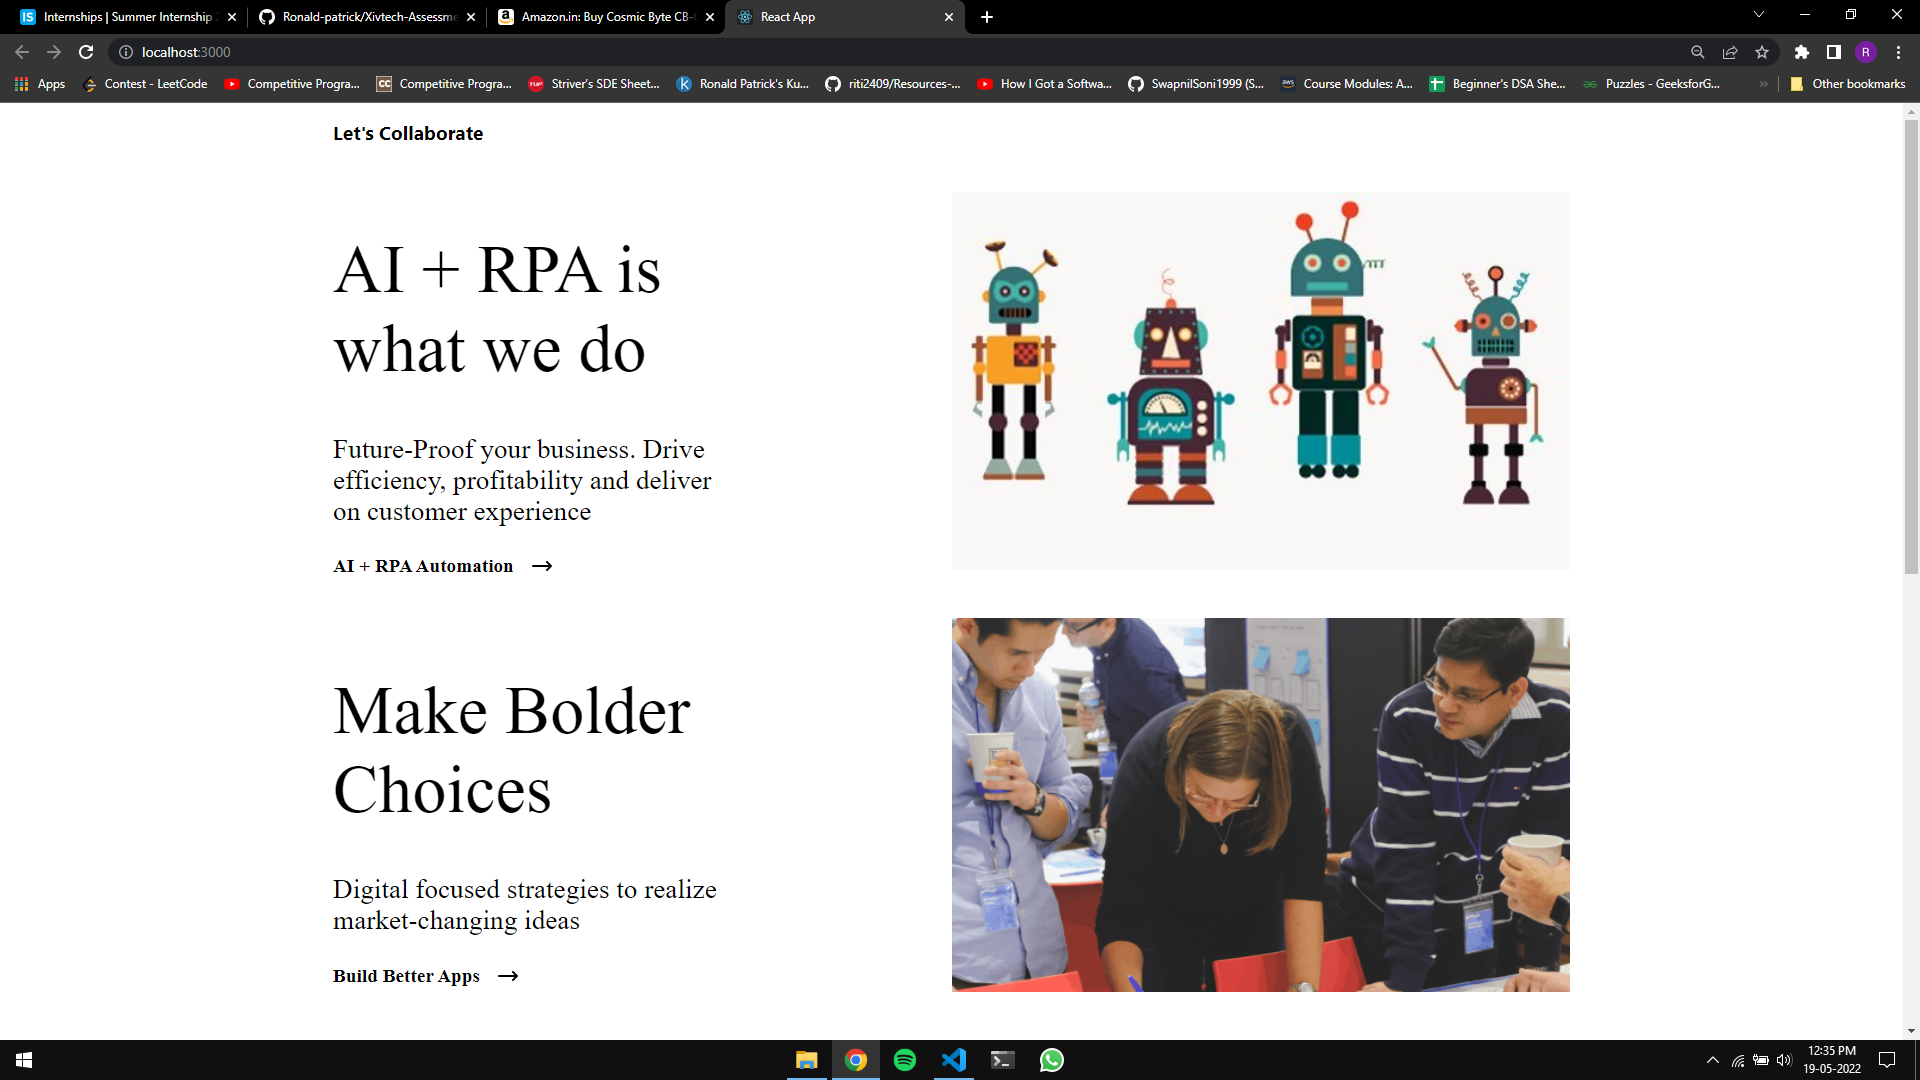 Internships | Summer Internship
Ronald-patrick/Xivtech-Assessme
Amazon.in: Buy Cosmic Byte CB-
React App
localhost:3000
R
Apps
Contest - LeetCode
Competitive Progra...
Competitive Progra...
Striver's SDE Sheet...
Ronald Patrick's Ku...
riti2409/Resources-...
How I Got a Softwa...
SwapnilSoni1999 (S...
Course Modules: A...
Beginner's DSA She...
Puzzles - GeeksforG...
Other bookmarks
Let's Collaborate
AI + RPA is
what we do
Future-Proof your business. Drive
efficiency, profitability and deliver
on customer experience
AI + RPA Automation
Make Bolder
Choices
Digital focused strategies to realize
market-changing ideas
Build Better Apps
12:35 PM
19-05-2022